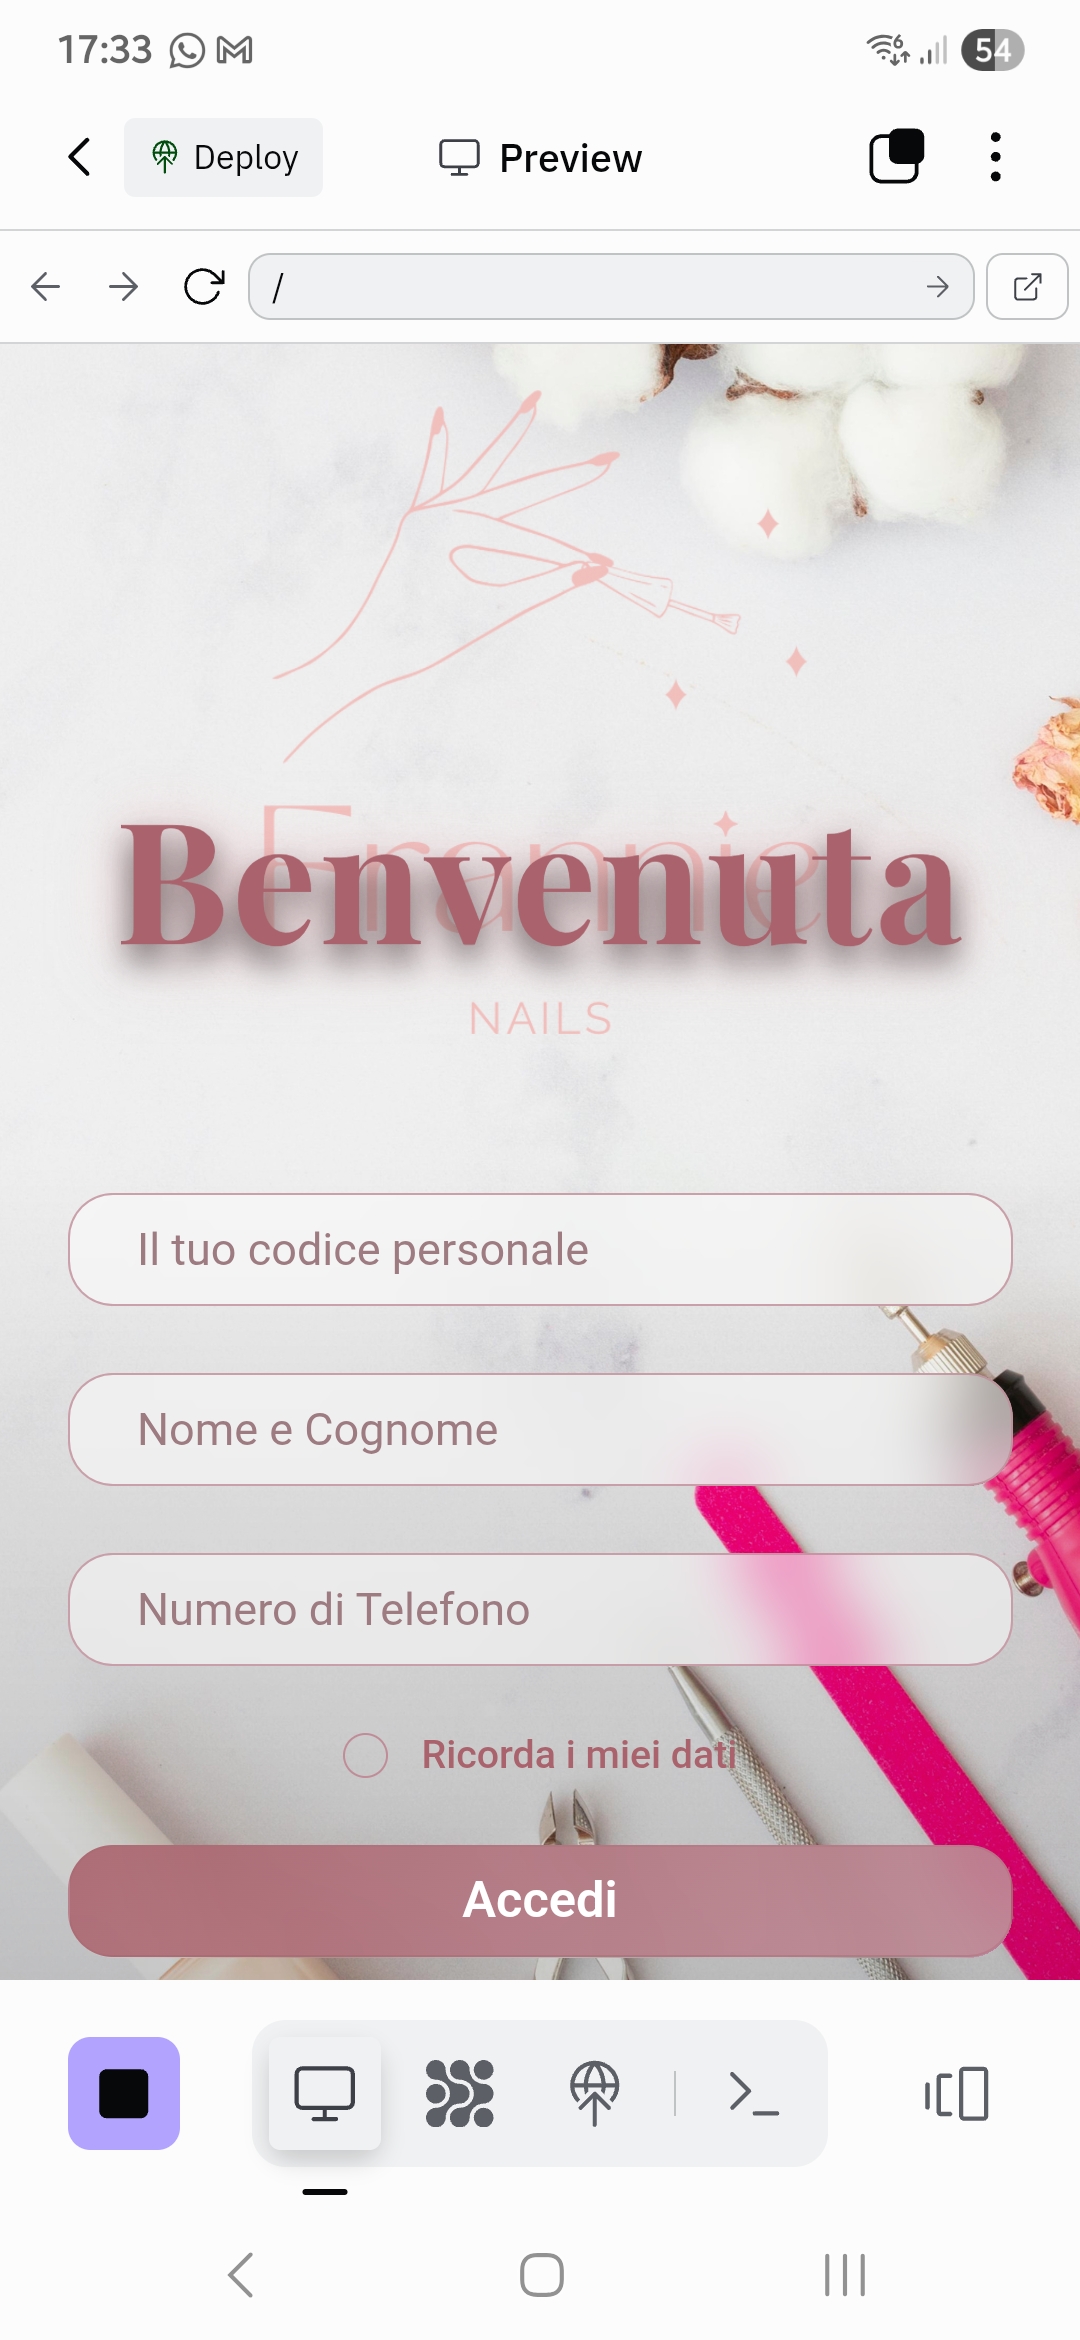 17:33
54
Deploy
Preview
/
Frannie
Benvenuta
NAILS
Il tuo codice personale
Nome e Cognome
Numero di Telefono
Ricorda i miei dati
Accedi